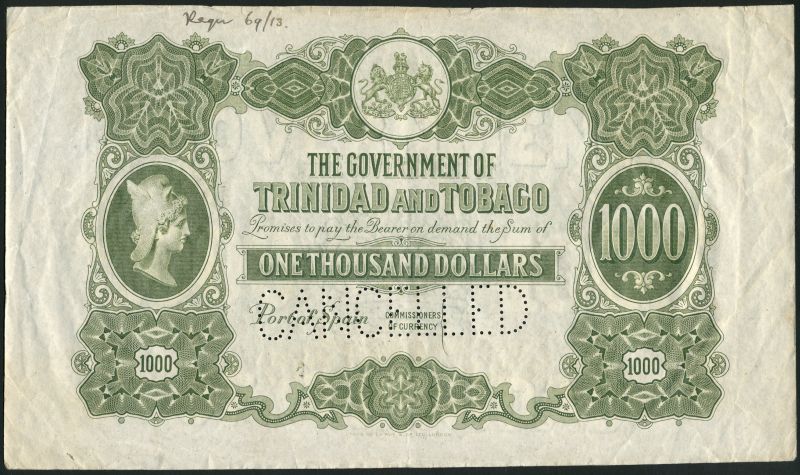 69/13.
THE GOVERNMENT OF
TRINIDAD AND TOBAGO
Promises to pay the Bearer on demand the Sum of
1000
ONE THOUSAND DOLLARS
CANCELLED
Port of Spain
COMMISSIONERS
OF CURRENCY
1000
1000